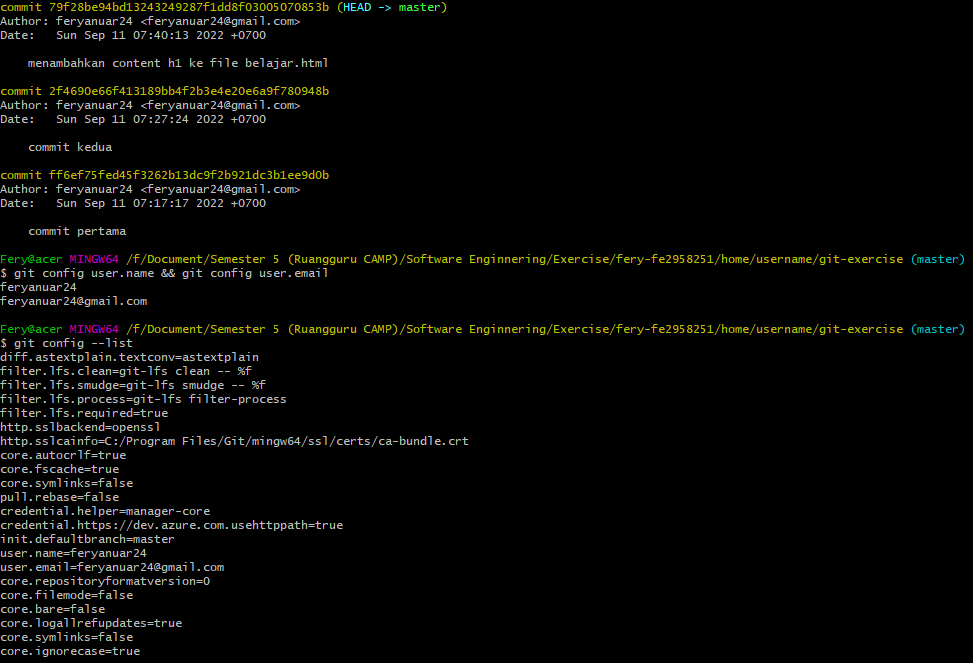 commit 79f28be94bd13243249287f1dd8f03005070853b (HEAD -> master)
Author: feryanuar24 <feryanuar24@gmail.com>
Date:   Sun Sep 11 07:40:13 2022 +0700
menambahkan content h1 ke file belajar.html
commit 2f4690e66f413189bb4f2b3e4e20e6a9f780948b
Author: feryanuar24 <feryanuar24@gmail.com>
Date:   Sun Sep 11 07:27:24 2022 +0700
commit kedua
commit ff6ef75fed45f3262b13dc9f2b921dc3b1ee9d0b
Author: feryanuar24 <feryanuar24@gmail.com>
Date:   Sun Sep 11 07:17:17 2022 +0700
commit pertama
Fery@acer MINGW64 /f/Document/Semester 5 (Ruangguru CAMP)/Software Enginnering/Exercise/fery-fe2958251/home/username/git-exercise (master)
$ git config user.name && git config user.email
feryanuar24
feryanuar24@gmail.com
Fery@acer MINGW64 /f/Document/Semester 5 (Ruangguru CAMP)/Software Enginnering/Exercise/fery-fe2958251/home/username/git-exercise (master)
$ git config --list
diff.astextplain.textconv=astextplain
filter.lfs.clean=git-lfs clean -- %f
filter.lfs.smudge=git-lfs smudge -- %f
filter.lfs.process=git-lfs filter-process
filter.lfs.required=true
http.sslbackend=openssl
http.sslcainfo=C:/Program Files/Git/mingw64/ssl/certs/ca-bundle.crt
core.autocrlf=true
core.fscache=true
core.symlinks=false
pull.rebase=false
credential.helper=manager-core
credential.https://dev.azure.com.usehttppath=true
init.defaultbranch=master
user.name=feryanuar24
user.email=feryanuar24@gmail.com
core.repositoryformatversion=0
core.filemode=false
core.bare=false
core.logallrefupdates=true
core.symlinks=false
core.ignorecase=true